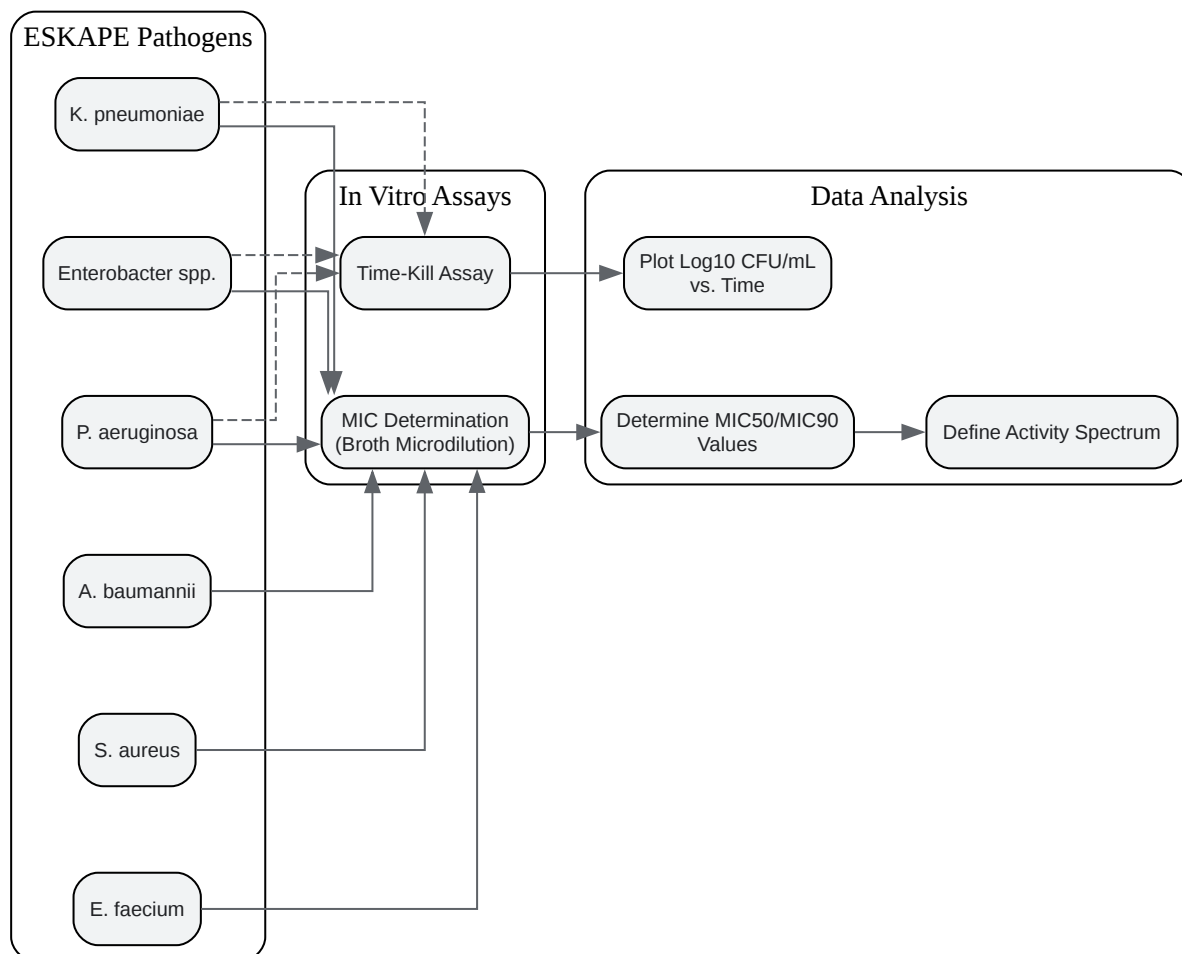 ESKAPE Pathogens
K. pneumoniae
Enterobacter spp.
P. aeruginosa
A. baumannii
S. aureus
E. faecium
In Vitro Assays
Time-Kill Assay
MIC Determination
(Broth Microdilution)
Data Analysis
Plot Log10 CFU/mL
vs. Time
Determine MIC50/MIC90
Values
Define Activity Spectrum